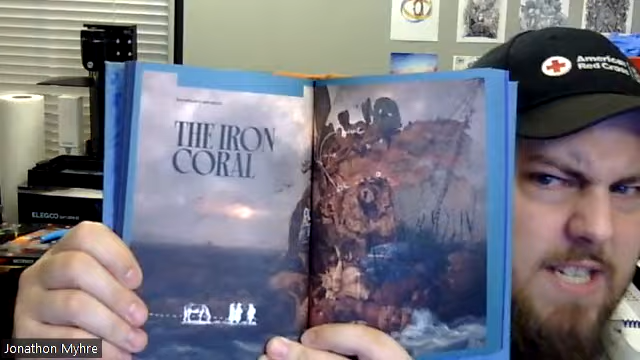 THE IRON
CORAL
American
Red Cross
ELEGOO
Jonathon Myhre